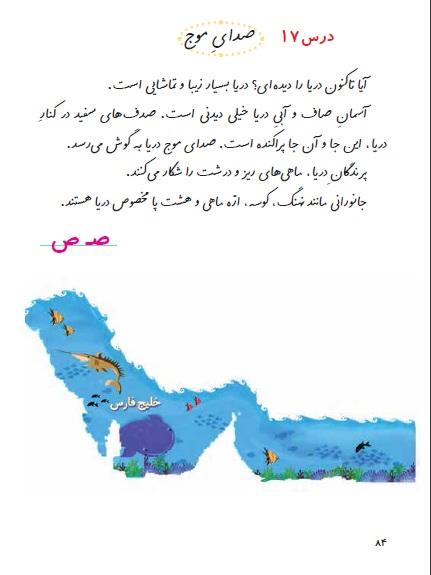 درس ۱۷
صدایِ موج
آیا تاکنون دریا را دیده‌ای؟ دریا بسیار زیبا و تماشایی است.
آسمانِ صاف و آبیِ دریا خیلی دیدنی است. صدف‌های سفید در کنارِ
دریا، این جا و آن جا پراکنده است. صدای موج دریا به گوش می‌رسد.
پرندگانِ دریا، ماهی‌های ریز و درشت را شکار می‌کنند.
جانورانی مانند نهنگ، کوسه، ارّه ماهی و هشت پا مخصوص دریا هستند.
صـ ص
خلیج فارس
۸۴